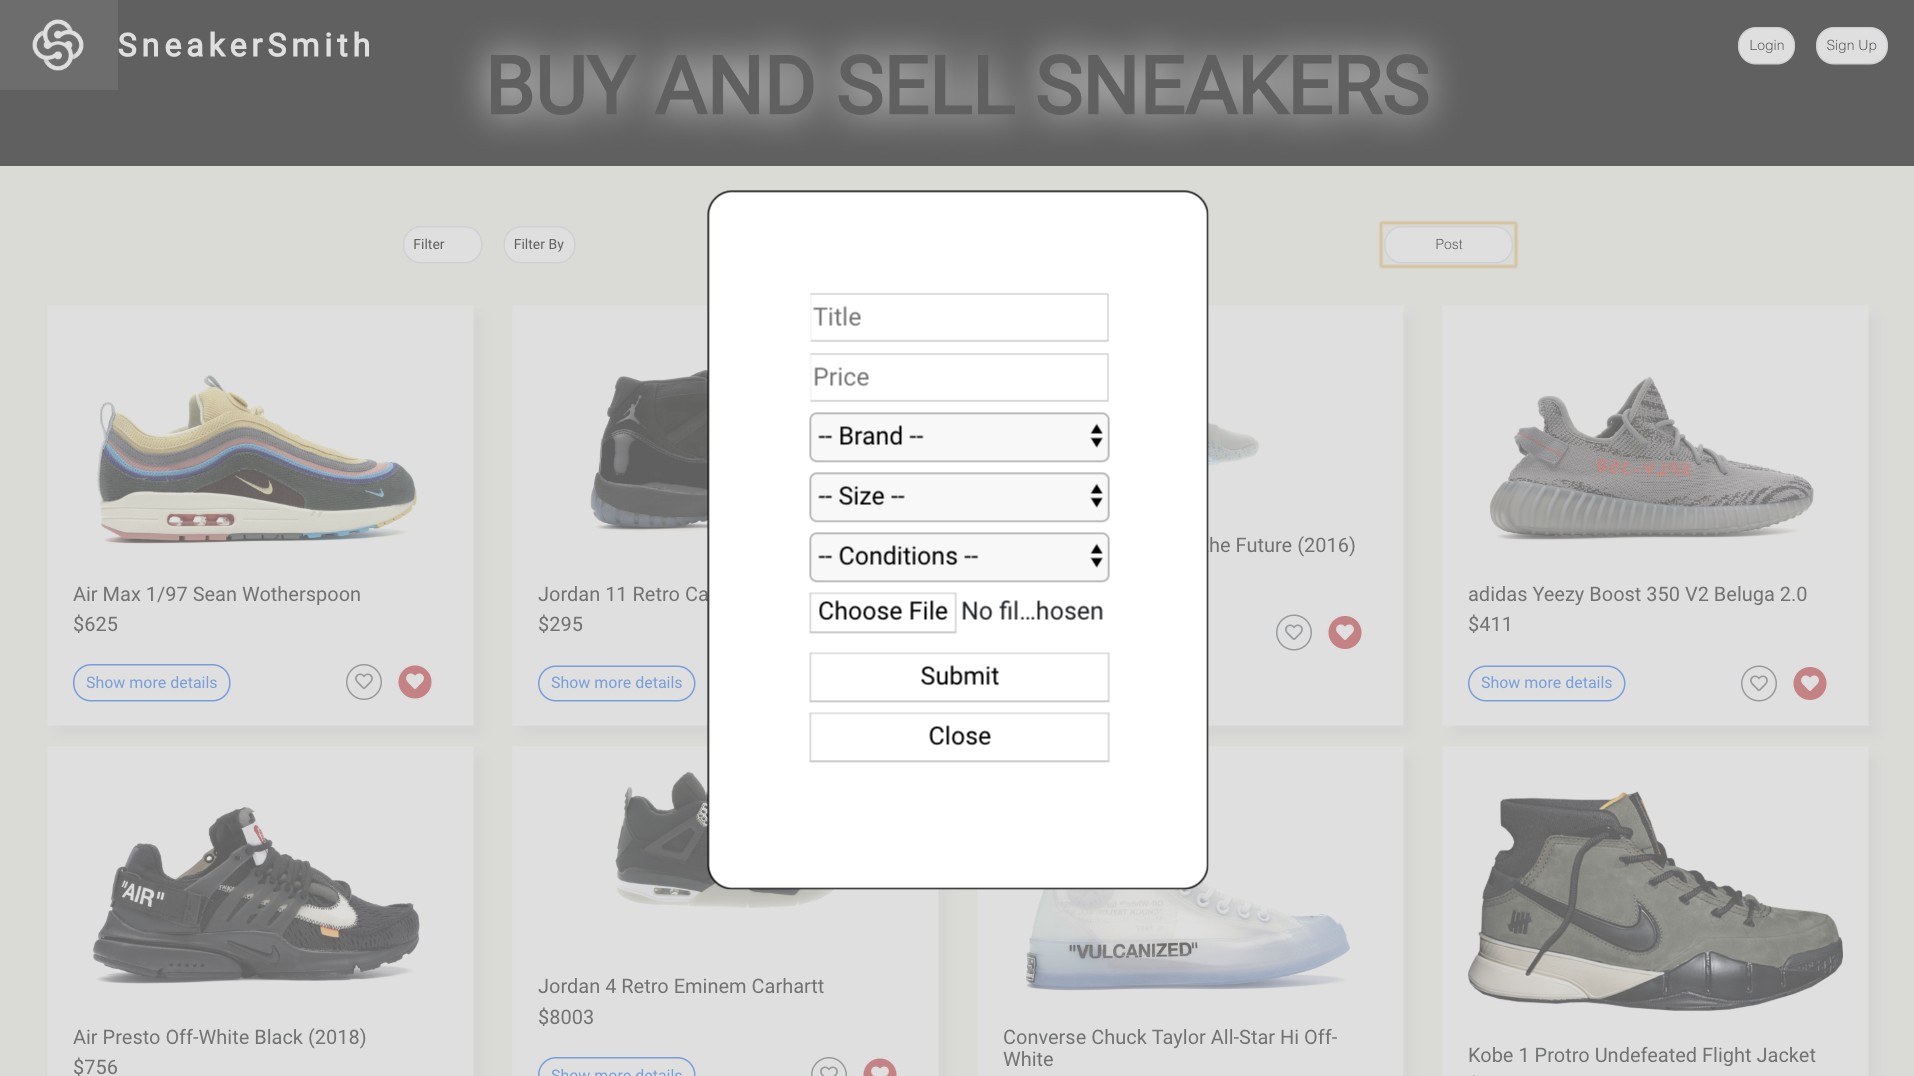 SneakerSmith
BUY AND SELL SNEAKERS
Login
Sign Up
Filter
Filter By
Post
Title
Price
-- Brand --
-- Size --
-- Conditions --
Choose File No fil...hosen
Submit
Close
Air Max 1/97 Sean Wotherspoon
$625
Show more details
Jordan 11 Retro Ca
$295
Show more details
he Future (2016)
adidas Yeezy Boost 350 V2 Beluga 2.0
$411
Show more details
"AIR"
Air Presto Off-White Black (2018)
$756
Jordan 4 Retro Eminem Carhartt
$8003
Show more details
"VULCANIZED"
Converse Chuck Taylor All-Star Hi Off-
White
Kobe 1 Protro Undefeated Flight Jacket